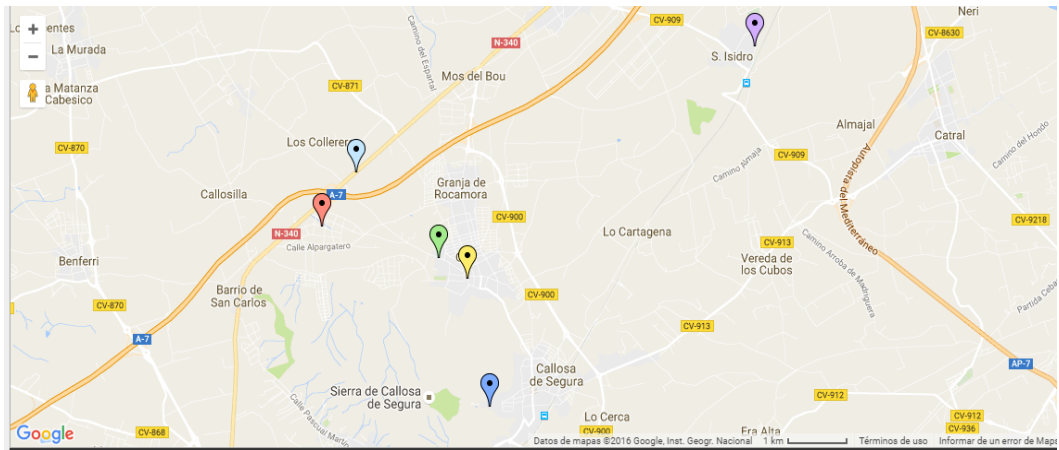 Neri
CV-909
N-340
CV-8630
La Murada
S. Isidro
Camino del Espartal
Mos del Bou
CV-871
La Matanza
Cabesico
Almajal
Catral
Camino del Hondo
Los Colleres
CV-870
CV-909
Camino Almaja
Autopista del Mediterráneo
Granja de
Rocamora
Callosilla
A-7
CV-900
CV-9218
N-340
Lo Cartagena
Calle Alpargatero
CV-913
Benferri
Vereda de
los Cubos
Camino Arroba de Madriguera
Barrio de
San Carlos
CV-870
CV-900
CV-913
A-7
AP-7
Callosa
de Segura
Sierra de Callosa
de Segura
Calle Pascual Martín
CV-912
Lo Cerca
CV-912
CV-868
CV-900
Era Alta
CV-936
Google
Datos de mapas ©2016 Google, Inst. Geogr. Nacional
1 km
Términos de uso
Informar de un error de Maps